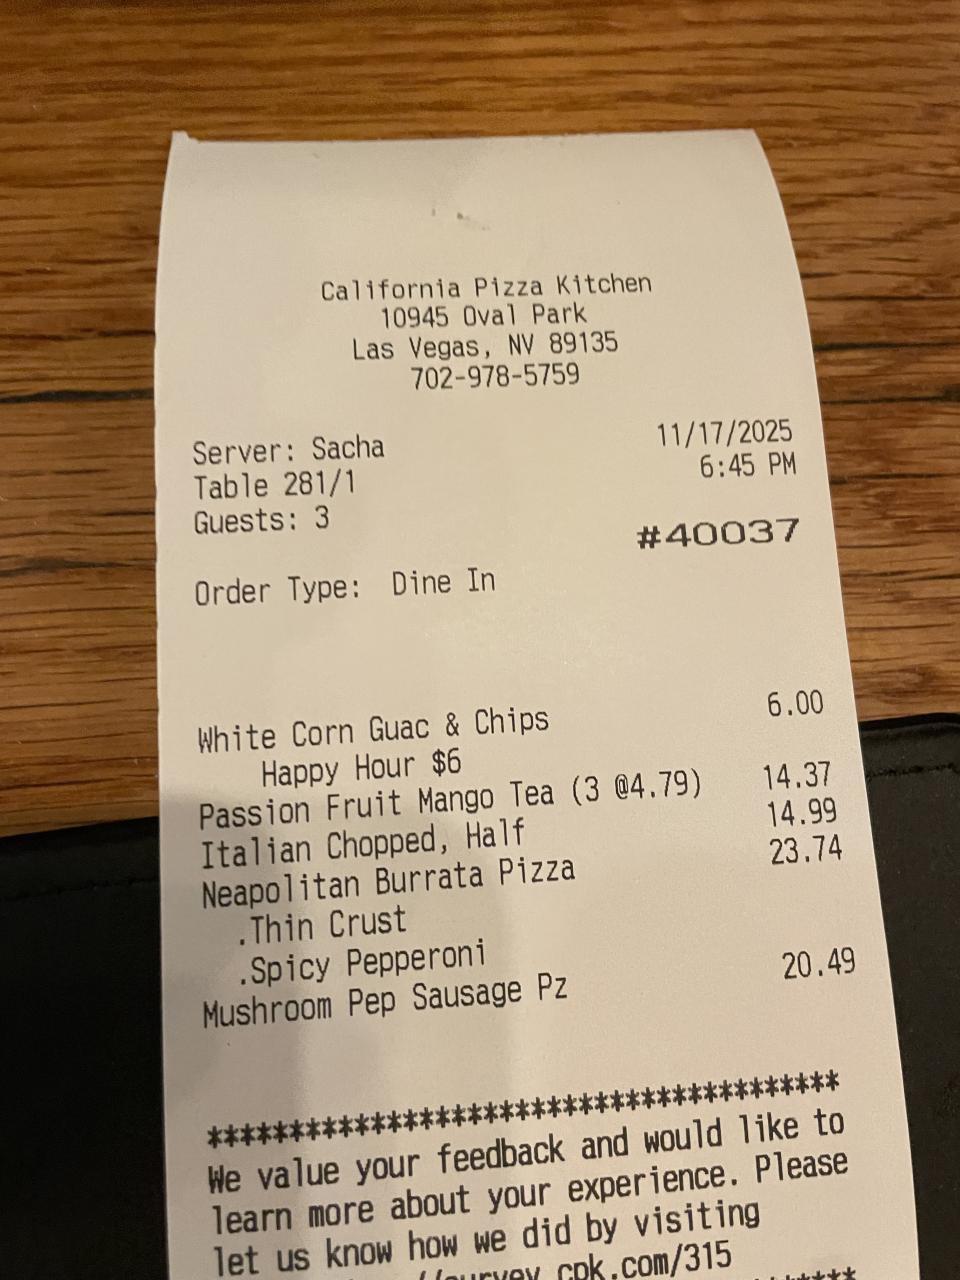 California Pizza Kitchen
10945 Oval Park
Las Vegas, NV 89135
702-978-5759
Server: Sacha 11/17/2025
Table 281/1 6:45 PM
Guests: 3
#40037
Order Type: Dine In
White Corn Guac & Chips 6.00
Happy Hour $6
Passion Fruit Mango Tea (3 @4.79) 14.37
Italian Chopped, Half 14.99
Neapolitan Burrata Pizza 23.74
.Thin Crust
.Spicy Pepperoni
Mushroom Pep Sausage Pz 20.49
****************************************
We value your feedback and would like to
learn more about your experience. Please
let us know how we did by visiting
//survey.cpk.com/315